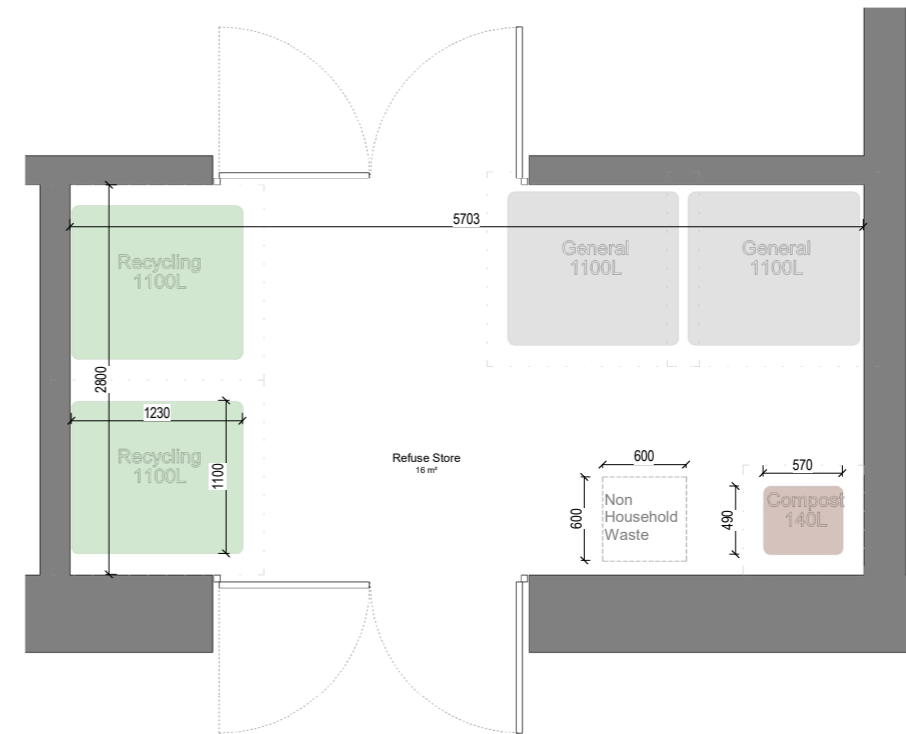 5703
General
1100L
General
1100L
Recycling
1100L
2800
1230
1100
Recycling
1100L
Refuse Store
16 m²
600
600
Non
Household
Waste
570
490
Compost
140L